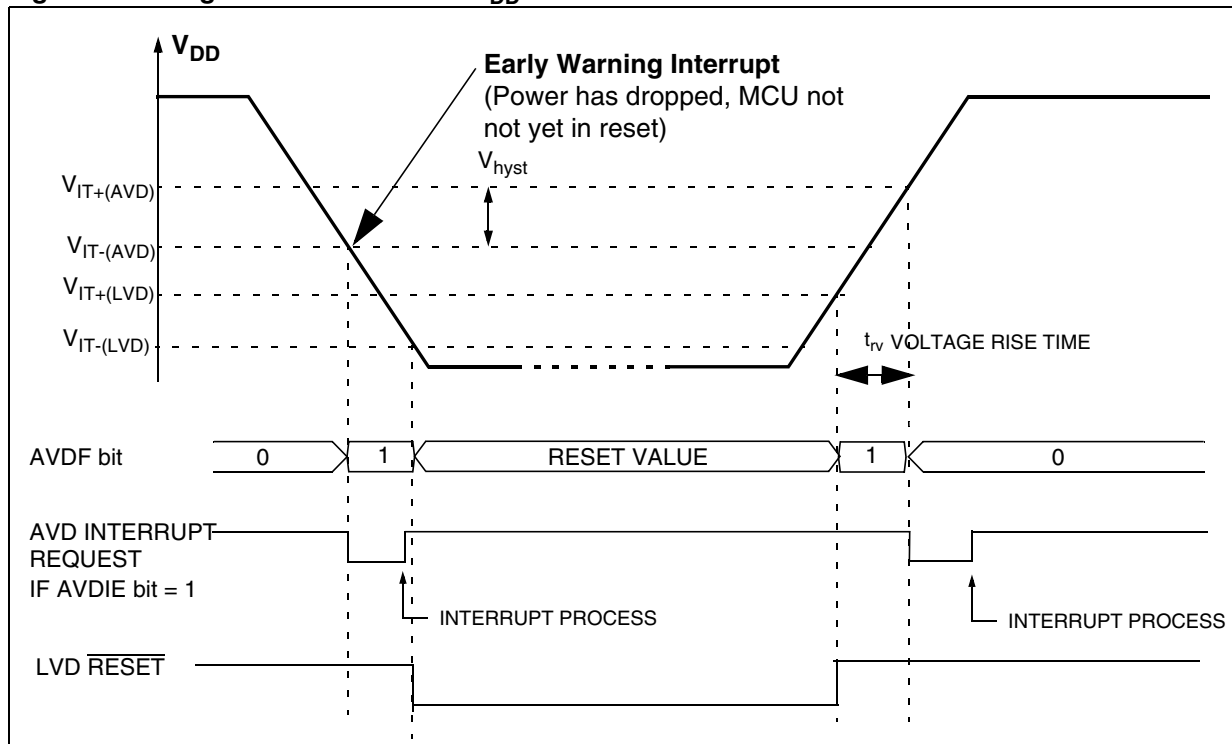 V_DD
Early Warning Interrupt
(Power has dropped, MCU not
not yet in reset)
V_hyst
V_IT+(AVD)
V_IT-(AVD)
V_IT+(LVD)
V_IT-(LVD)
t_rv VOLTAGE RISE TIME
AVDF bit
0
1
RESET VALUE
1
0
AVD INTERRUPT
REQUEST
IF AVDIE bit = 1
INTERRUPT PROCESS
INTERRUPT PROCESS
LVD RESET